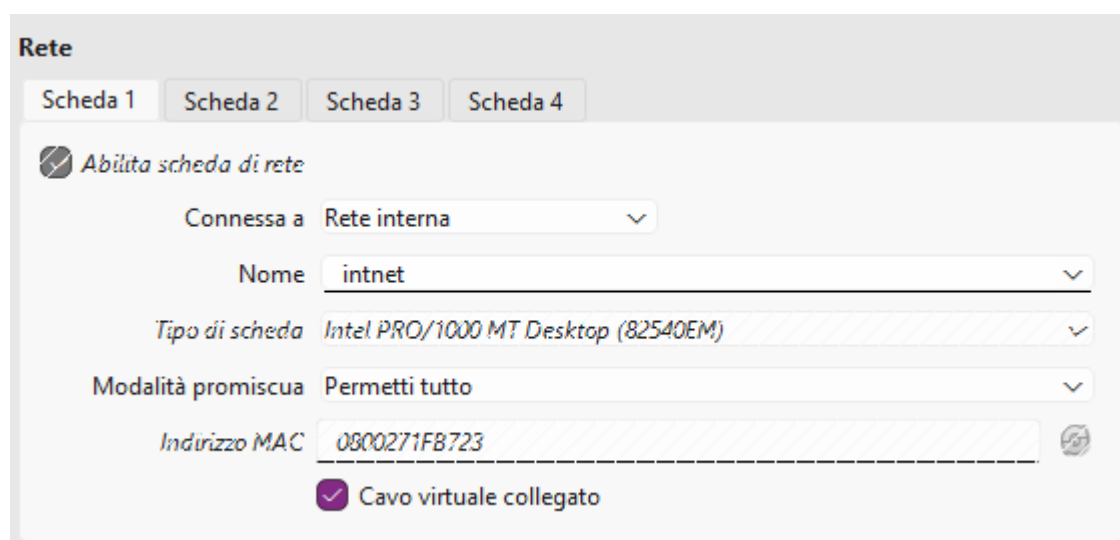 Rete
Scheda 1 Scheda 2 Scheda 3 Scheda 4
Abilita scheda di rete
Connessa a Rete interna
Nome intnet
Tipo di scheda Intel PRO/1000 MT Desktop (82540EM)
Modalità promiscua Permetti tutto
Indirizzo MAC 0800271FB723
Cavo virtuale collegato